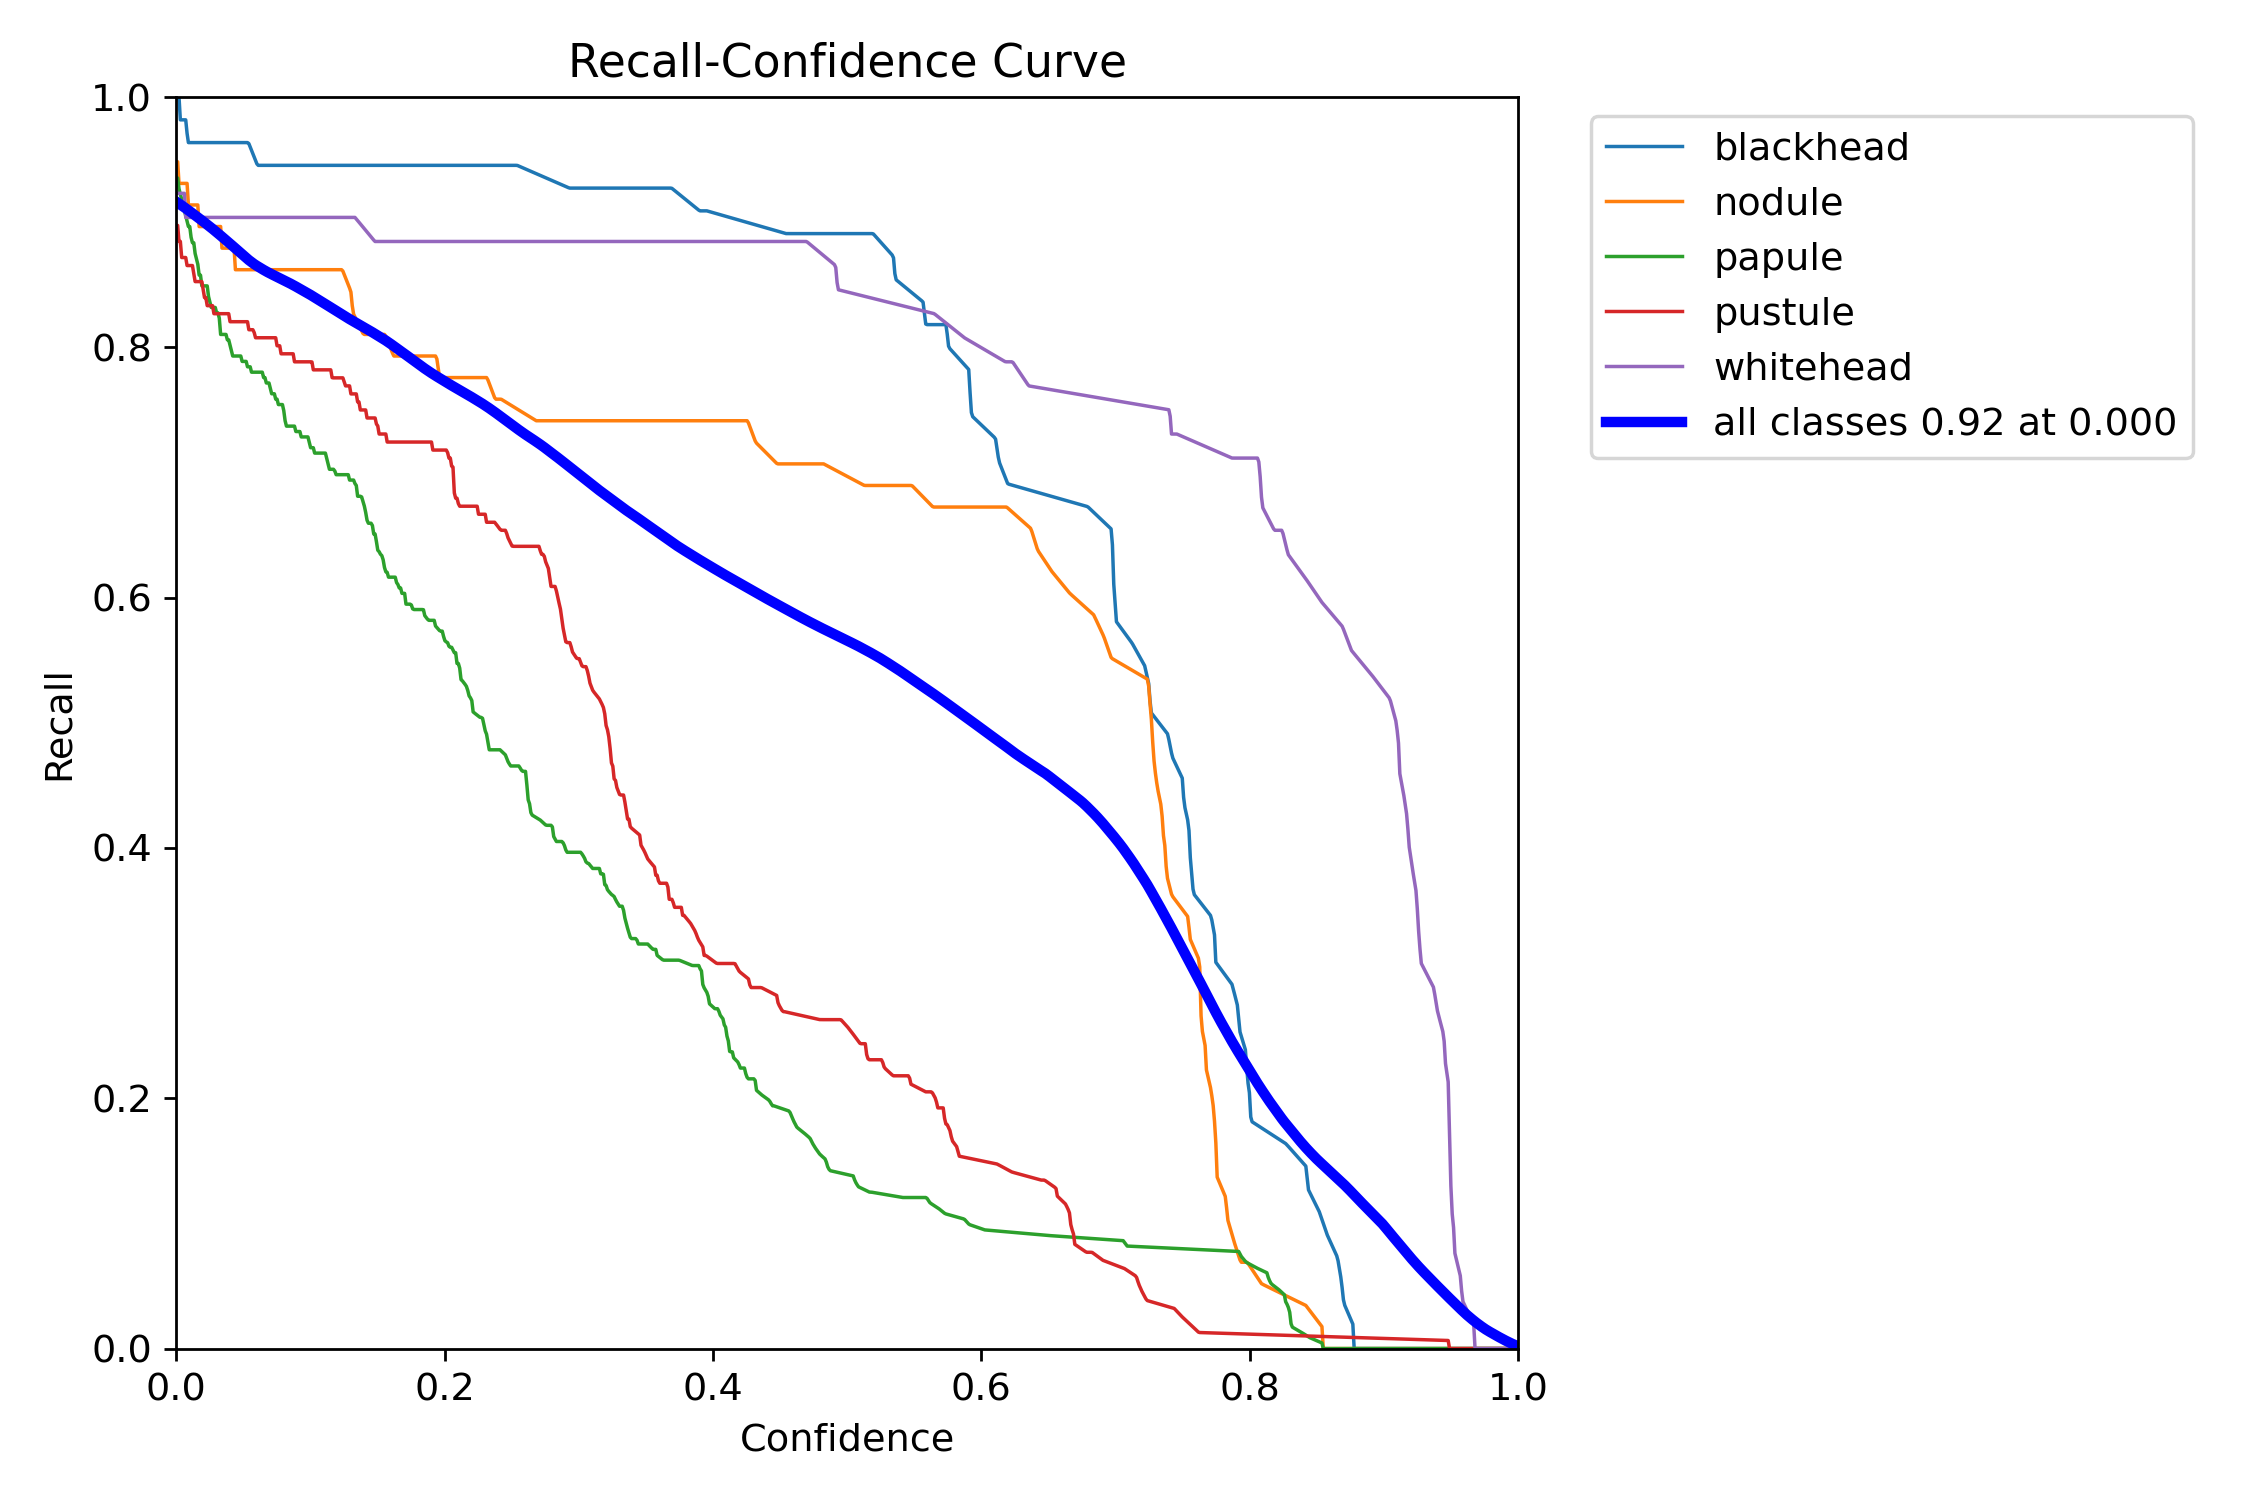 Recall-Confidence Curve
1.0
0.8
0.6
0.4
0.2
0.0
Recall
0.0 0.2 0.4 0.6 0.8 1.0
Confidence
blackhead
nodule
papule
pustule
whitehead
all classes 0.92 at 0.000